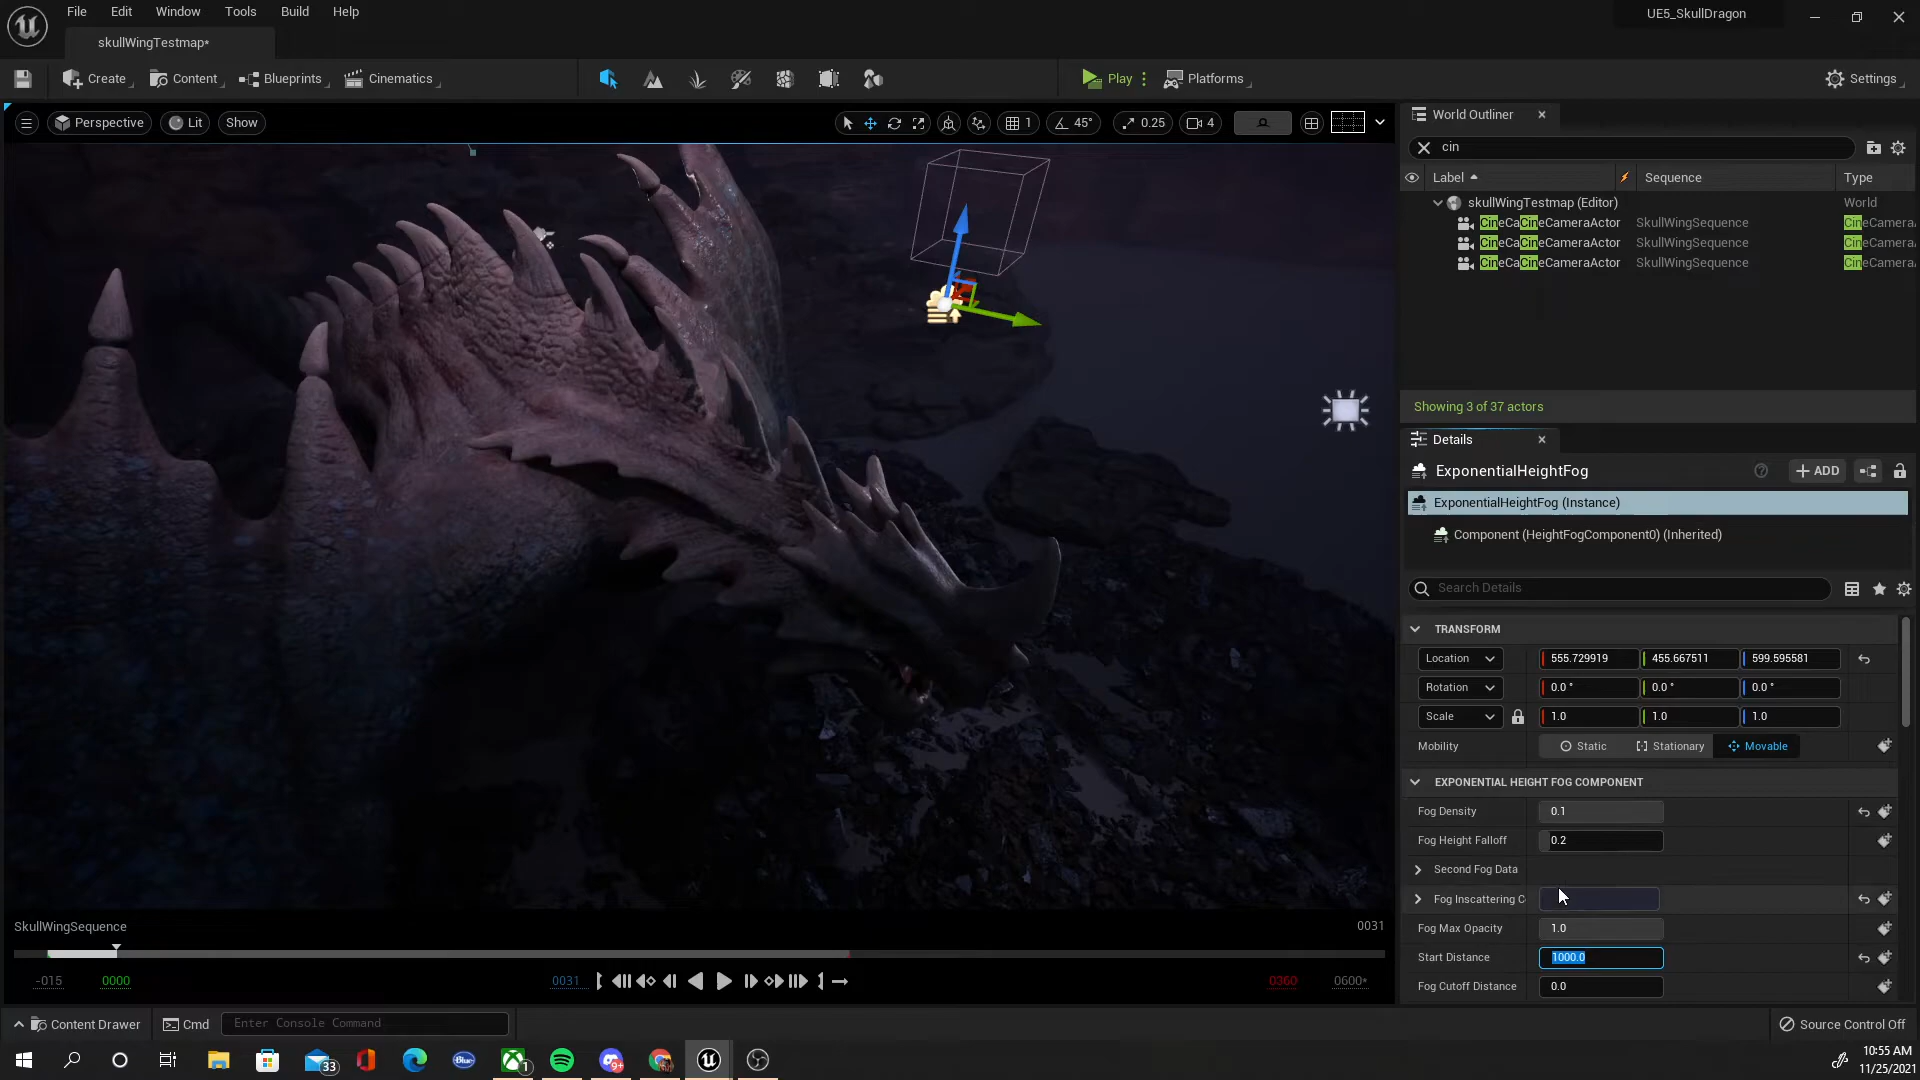 File Edit Window Tools Build Help
UE5_SkullDragon
skullWingTestmap*
Create Content Blueprints Cinematics Play Platforms Settings
Perspective Lit Show 1 45° 0.25 4
World Outliner
cin
Label Sequence Type
skullWingTestmap (Editor) World
CineCaCineCameraActor SkullWingSequence CineCamera
CineCaCineCameraActor SkullWingSequence CineCamera
CineCaCineCameraActor SkullWingSequence CineCamera
Showing 3 of 37 actors
Details
ExponentialHeightFog ADD
ExponentialHeightFog (Instance)
Component (HeightFogComponent0) (Inherited)
Search Details
TRANSFORM
Location 555.729919 455.667511 599.595581
Rotation 0.0 ° 0.0 ° 0.0 °
Scale 1.0 1.0 1.0
Mobility Static Stationary Movable
EXPONENTIAL HEIGHT FOG COMPONENT
Fog Density 0.1
Fog Height Falloff 0.2
Second Fog Data
Fog Inscattering C
Fog Max Opacity 1.0
Start Distance 1000.0
Fog Cutoff Distance 0.0
SkullWingSequence 0031
-015 0000 0031 0360 0600*
Content Drawer Cmd Enter Console Command Source Control Off
33 Blue 1 9+
10:55 AM
11/25/2021